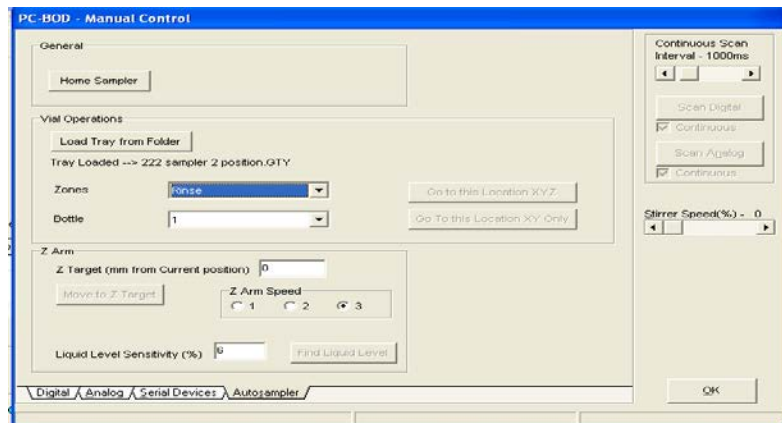 PC-BOD - Manual Control
General
Home Sampler
Vial Operations
Load Tray from Folder
Tray Loaded --> 222 sampler 2 position.GTY
Zones Rinse Go to this Location XYZ
Bottle 1 Go To this Location XY Only
Z Arm
Z Target (mm from Current position) 0
Move to Z Target
Z Arm Speed
1 2 3
Liquid Level Sensitivity (%) 6 Find Liquid Level
Digital Analog Serial Devices Autosampler
Continuous Scan
Interval - 1000ms
Scan Digital
Continuous
Scan Analog
Continuous
Stirrer Speed(%) - 0
OK